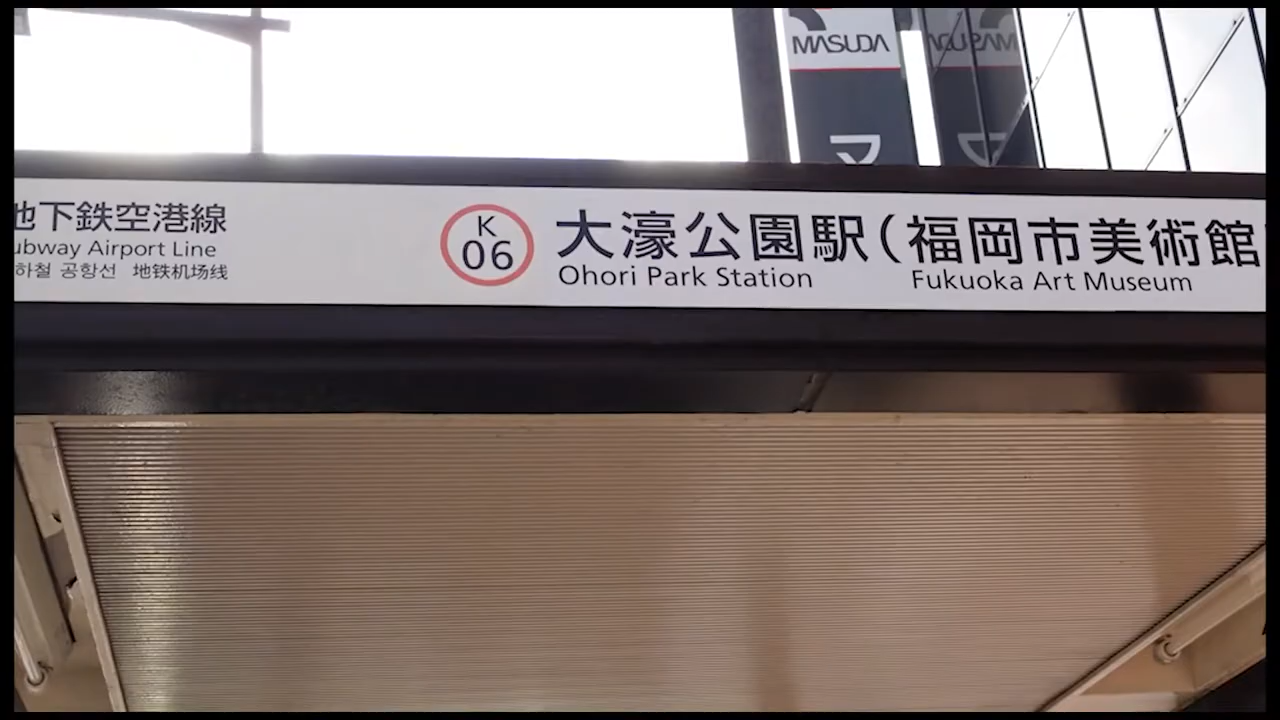 MASUDA
地下鉄空港線
ubway Airport Line
하철 공항선 地铁机场线
K
06
大濠公園駅(福岡市美術館
Ohori Park Station
Fukuoka Art Museum